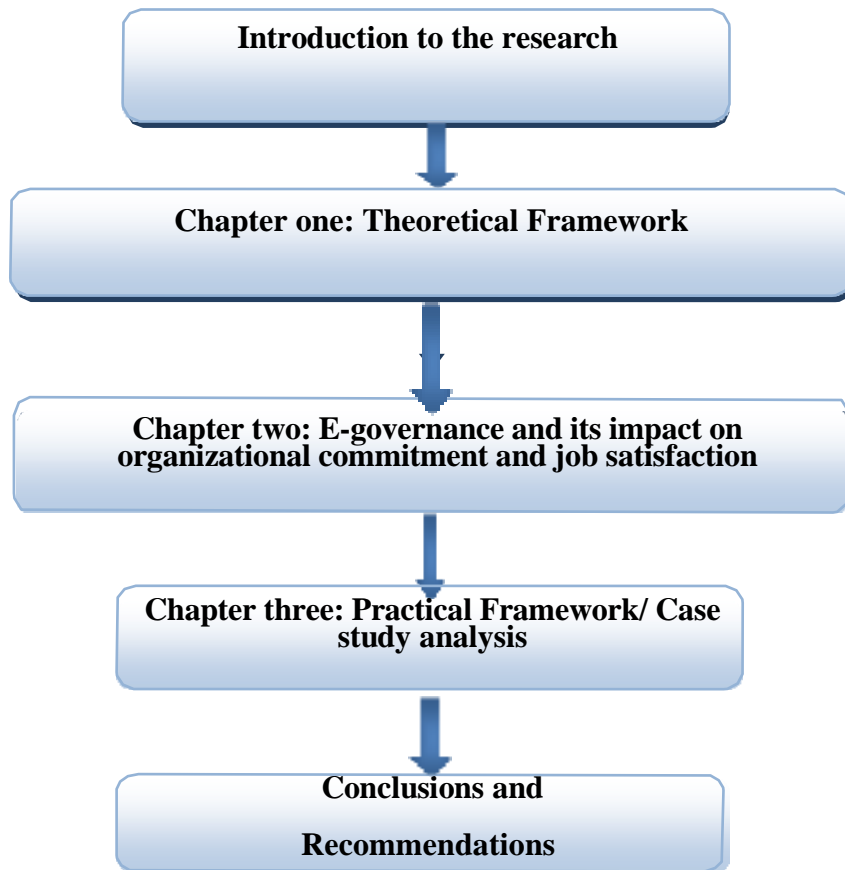 Introduction to the research
Chapter one: Theoretical Framework
Chapter two: E-governance and its impact on
organizational commitment and job satisfaction
Chapter three: Practical Framework/ Case
study analysis
Conclusions and
Recommendations